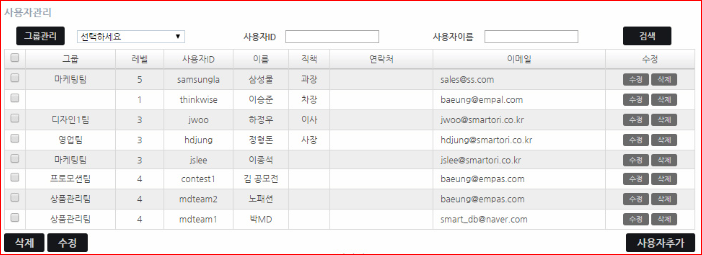 사용자관리
그룹관리 선택하세요 사용자ID 사용자이름 검색
그룹 레벨 사용자ID 이름 직책 연락처 이메일 수정
마케팅팀 5 samsungla 삼성몰 과장 sales@ss.com 수정 삭제
1 thinkwise 이승준 차장 baeung@empal.com 수정 삭제
디자인1팀 3 jwoo 하정우 이사 jwoo@smartori.co.kr 수정 삭제
영업팀 3 hdjung 정형돈 사장 hdjung@smartori.co.kr 수정 삭제
마케팅팀 3 jslee 이종석 jslee@smartori.co.kr 수정 삭제
프로모션팀 4 contest1 김 공모전 baeung@empas.com 수정 삭제
상품관리팀 4 mdteam2 노패션 baeung@empas.com 수정 삭제
상품관리팀 4 mdteam1 박MD smart_db@naver.com 수정 삭제
삭제 수정 사용자추가